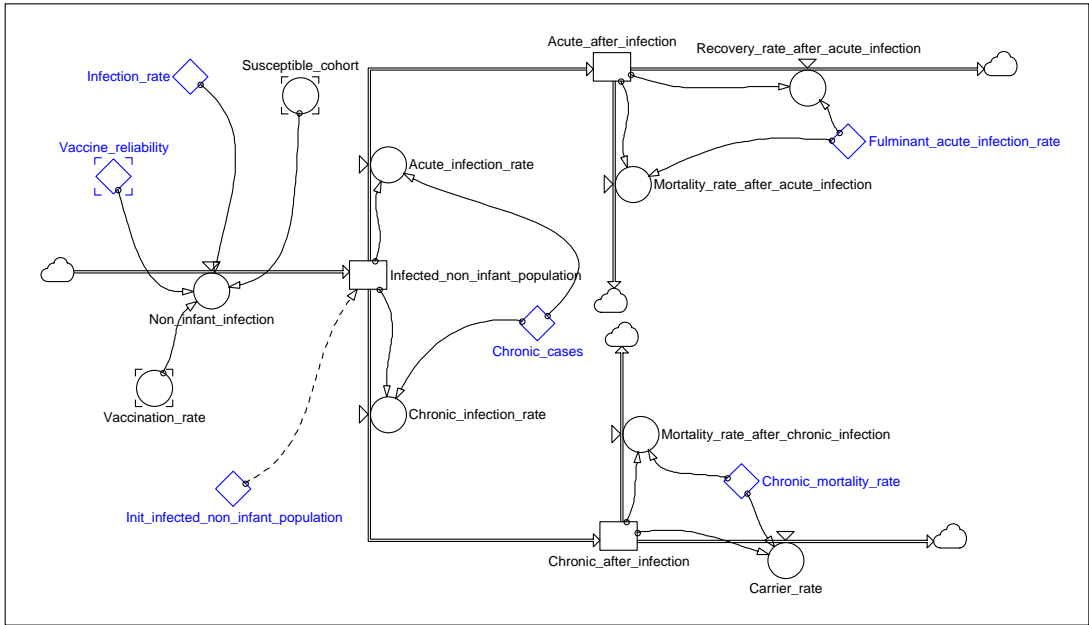 Acute_after_infection
Recovery_rate_after_acute_infection
Susceptible_cohort
Infection_rate
Vaccine_reliability
Fulminant_acute_infection_rate
Acute_infection_rate
Mortality_rate_after_acute_infection
Infected_non_infant_population
Non_infant_infection
Chronic_cases
Vaccination_rate
Chronic_infection_rate
Mortality_rate_after_chronic_infection
Chronic_mortality_rate
Init_infected_non_infant_population
Chronic_after_infection
Carrier_rate